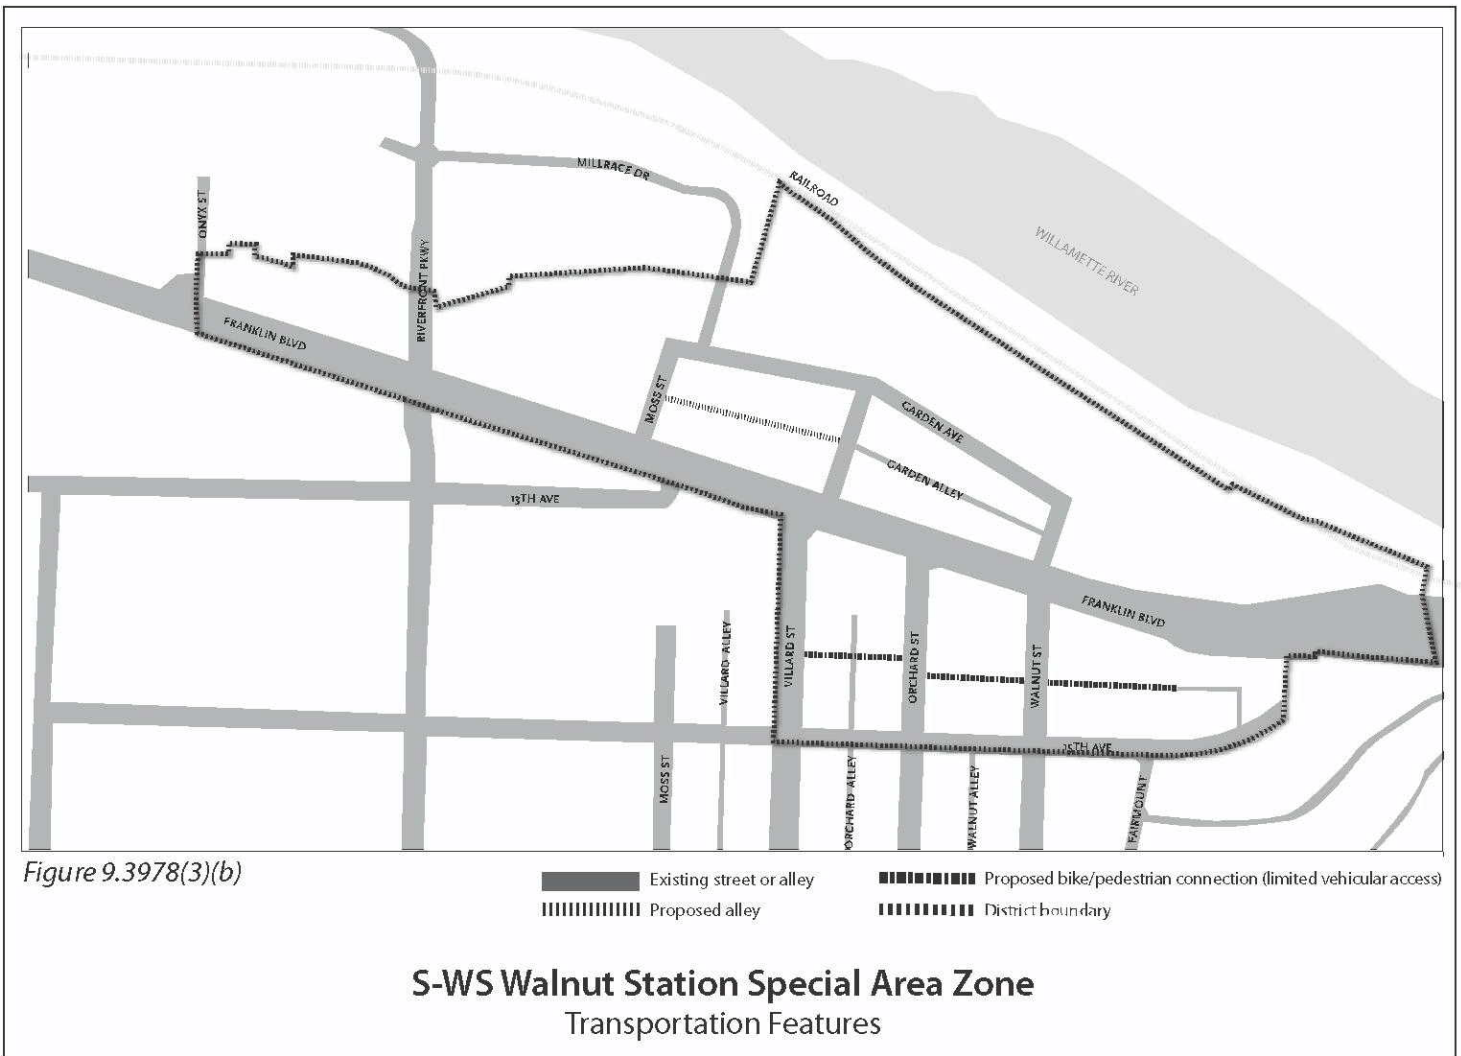 RAILROAD
MILLRACE DR
ONYX ST
WILLAMETTE RIVER
RIVERFRONT PKWY
FRANKLIN BLVD
MOSS ST
GARDEN AVE
GARDEN ALLEY
13TH AVE
FRANKLIN BLVD
VILLARD ALLEY
VILLARD ST
ORCHARD ST
WALNUT ST
15TH AVE
MOSS ST
ORCHARD ALLEY
WALNUT ALLEY
FAIRMOUNT
Figure 9.3978(3)(b)
Existing street or alley
Proposed bike/pedestrian connection (limited vehicular access)
Proposed alley
District boundary
S-WS Walnut Station Special Area Zone
Transportation Features